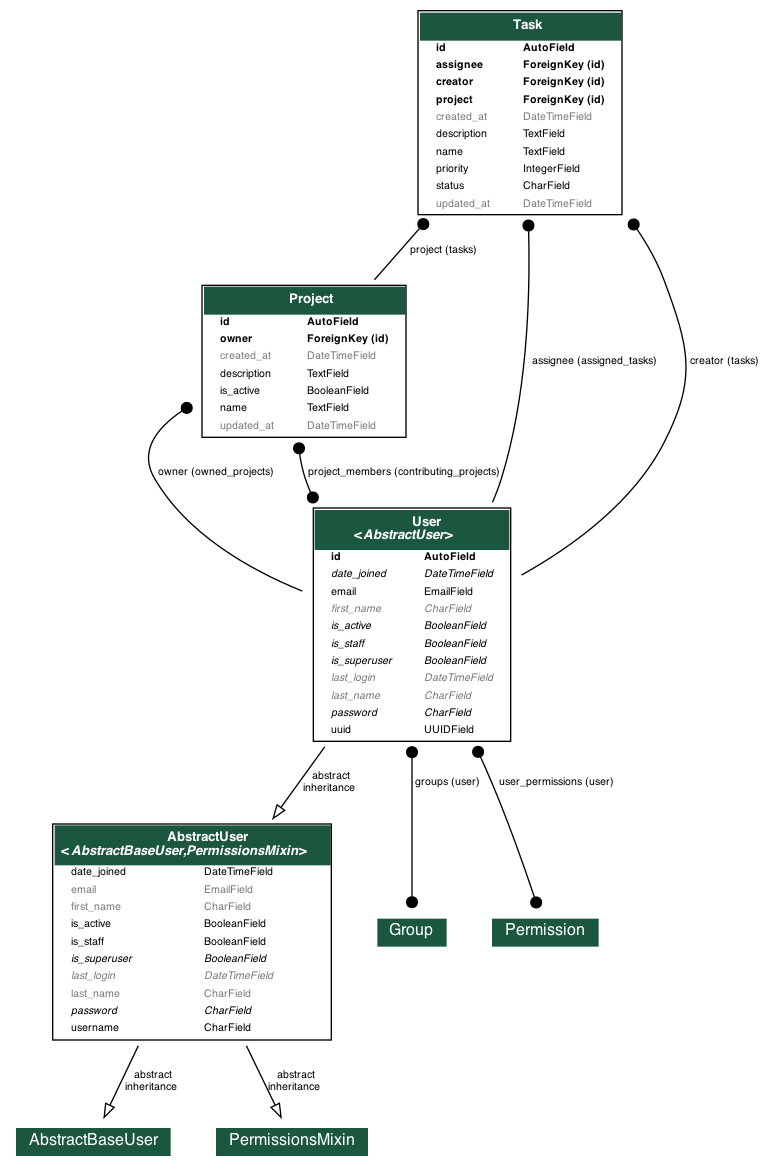 Task
id AutoField
assignee ForeignKey (id)
creator ForeignKey (id)
project ForeignKey (id)
created_at DateTimeField
description TextField
name TextField
priority IntegerField
status CharField
updated_at DateTimeField
project (tasks)
Project
id AutoField
owner ForeignKey (id)
created_at DateTimeField
description TextField
is_active BooleanField
name TextField
updated_at DateTimeField
assignee (assigned_tasks)
creator (tasks)
owner (owned_projects)
project_members (contributing_projects)
User
<AbstractUser>
id AutoField
date_joined DateTimeField
email EmailField
first_name CharField
is_active BooleanField
is_staff BooleanField
is_superuser BooleanField
last_login DateTimeField
last_name CharField
password CharField
uuid UUIDField
abstract
inheritance
groups (user)
user_permissions (user)
AbstractUser
<AbstractBaseUser,PermissionsMixin>
date_joined DateTimeField
email EmailField
first_name CharField
is_active BooleanField
is_staff BooleanField
is_superuser BooleanField
last_login DateTimeField
last_name CharField
password CharField
username CharField
Group
Permission
abstract
inheritance
abstract
inheritance
AbstractBaseUser
PermissionsMixin